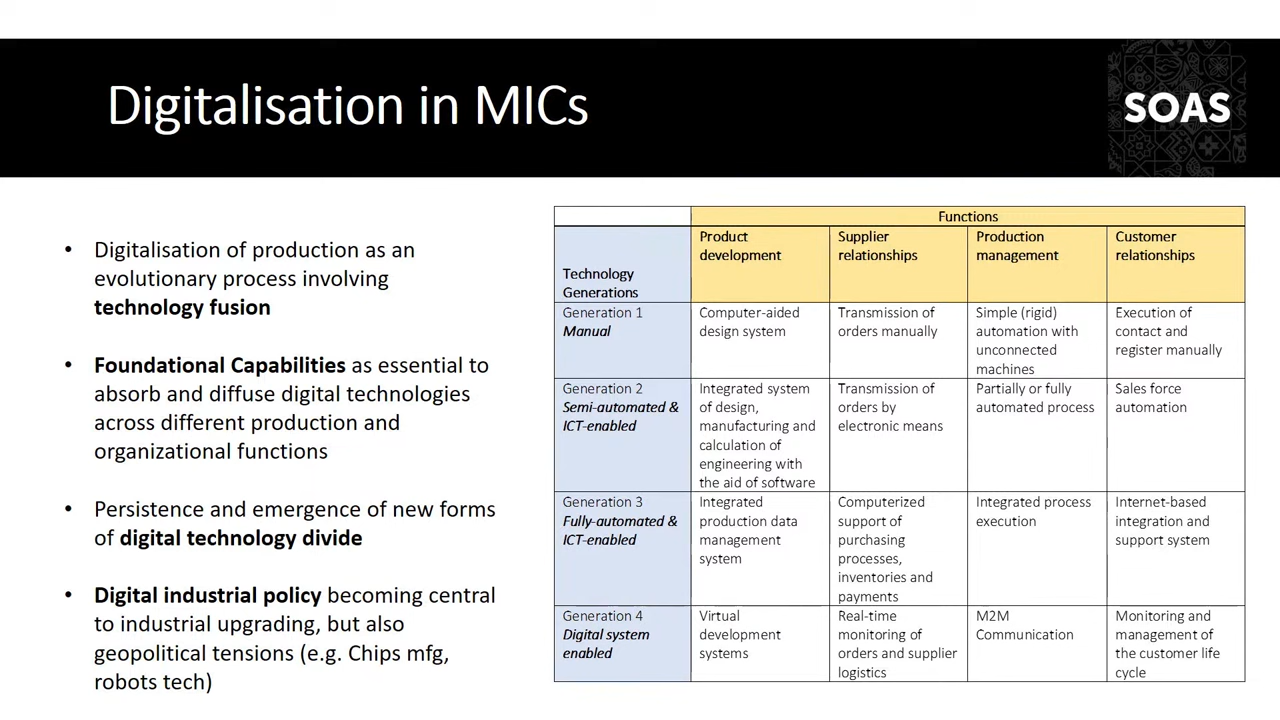 Digitalisation in MICs
SOAS
• Digitalisation of production as an
evolutionary process involving
technology fusion
• Foundational Capabilities as essential to
absorb and diffuse digital technologies
across different production and
organizational functions
• Persistence and emergence of new forms
of digital technology divide
• Digital industrial policy becoming central
to industrial upgrading, but also
geopolitical tensions (e.g. Chips mfg,
robots tech)
Functions
Technology
Generations
Product
development
Supplier
relationships
Production
management
Customer
relationships
Generation 1
Manual
Computer-aided
design system
Transmission of
orders manually
Simple (rigid)
automation with
unconnected
machines
Execution of
contact and
register manually
Generation 2
Semi-automated &
ICT-enabled
Integrated system
of design,
manufacturing and
calculation of
engineering with
the aid of software
Transmission of
orders by
electronic means
Partially or fully
automated process
Sales force
automation
Generation 3
Fully-automated &
ICT-enabled
Integrated
production data
management
system
Computerized
support of
purchasing
processes,
inventories and
payments
Integrated process
execution
Internet-based
integration and
support system
Generation 4
Digital system
enabled
Virtual
development
systems
Real-time
monitoring of
orders and supplier
logistics
M2M
Communication
Monitoring and
management of
the customer life
cycle